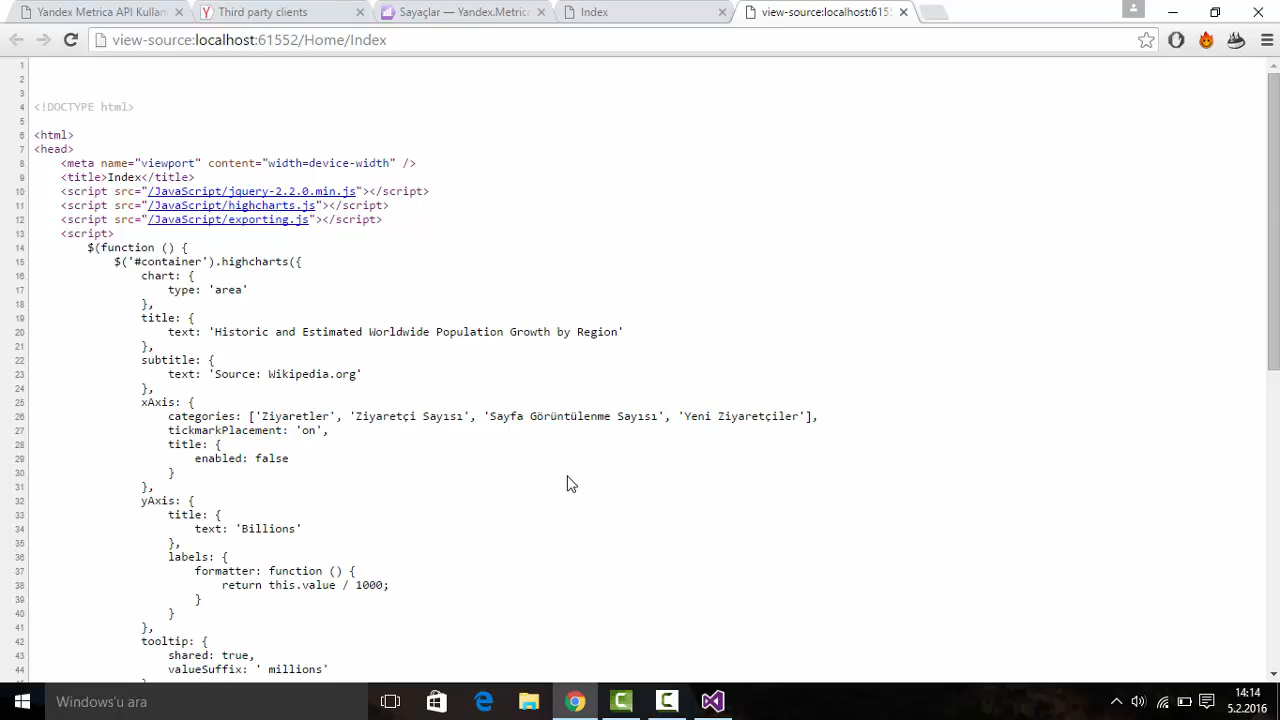 Yandex Metrica API Kullan
Third party clients
Sayaçlar — Yandex.Metric
Index
view-source:localhost:615
view-source:localhost:61552/Home/Index
1
2
3
4 <!DOCTYPE html>
5
6 <html>
7 <head>
8 <meta name="viewport" content="width=device-width" />
9 <title>Index</title>
10 <script src="/JavaScript/jquery-2.2.0.min.js"></script>
11 <script src="/JavaScript/highcharts.js"></script>
12 <script src="/JavaScript/exporting.js"></script>
13 <script>
14 $(function () {
15 $('#container').highcharts({
16 chart: {
17 type: 'area'
18 },
19 title: {
20 text: 'Historic and Estimated Worldwide Population Growth by Region'
21 },
22 subtitle: {
23 text: 'Source: Wikipedia.org'
24 },
25 xAxis: {
26 categories: ['Ziyaretler', 'Ziyaretçi Sayısı', 'Sayfa Görüntülenme Sayısı', 'Yeni Ziyaretçiler'],
27 tickmarkPlacement: 'on',
28 title: {
29 enabled: false
30 }
31 },
32 yAxis: {
33 title: {
34 text: 'Billions'
35 },
36 labels: {
37 formatter: function () {
38 return this.value / 1000;
39 }
40 }
41 },
42 tooltip: {
43 shared: true,
44 valueSuffix: ' millions'
Windows'u ara
14:14
5.2.2016